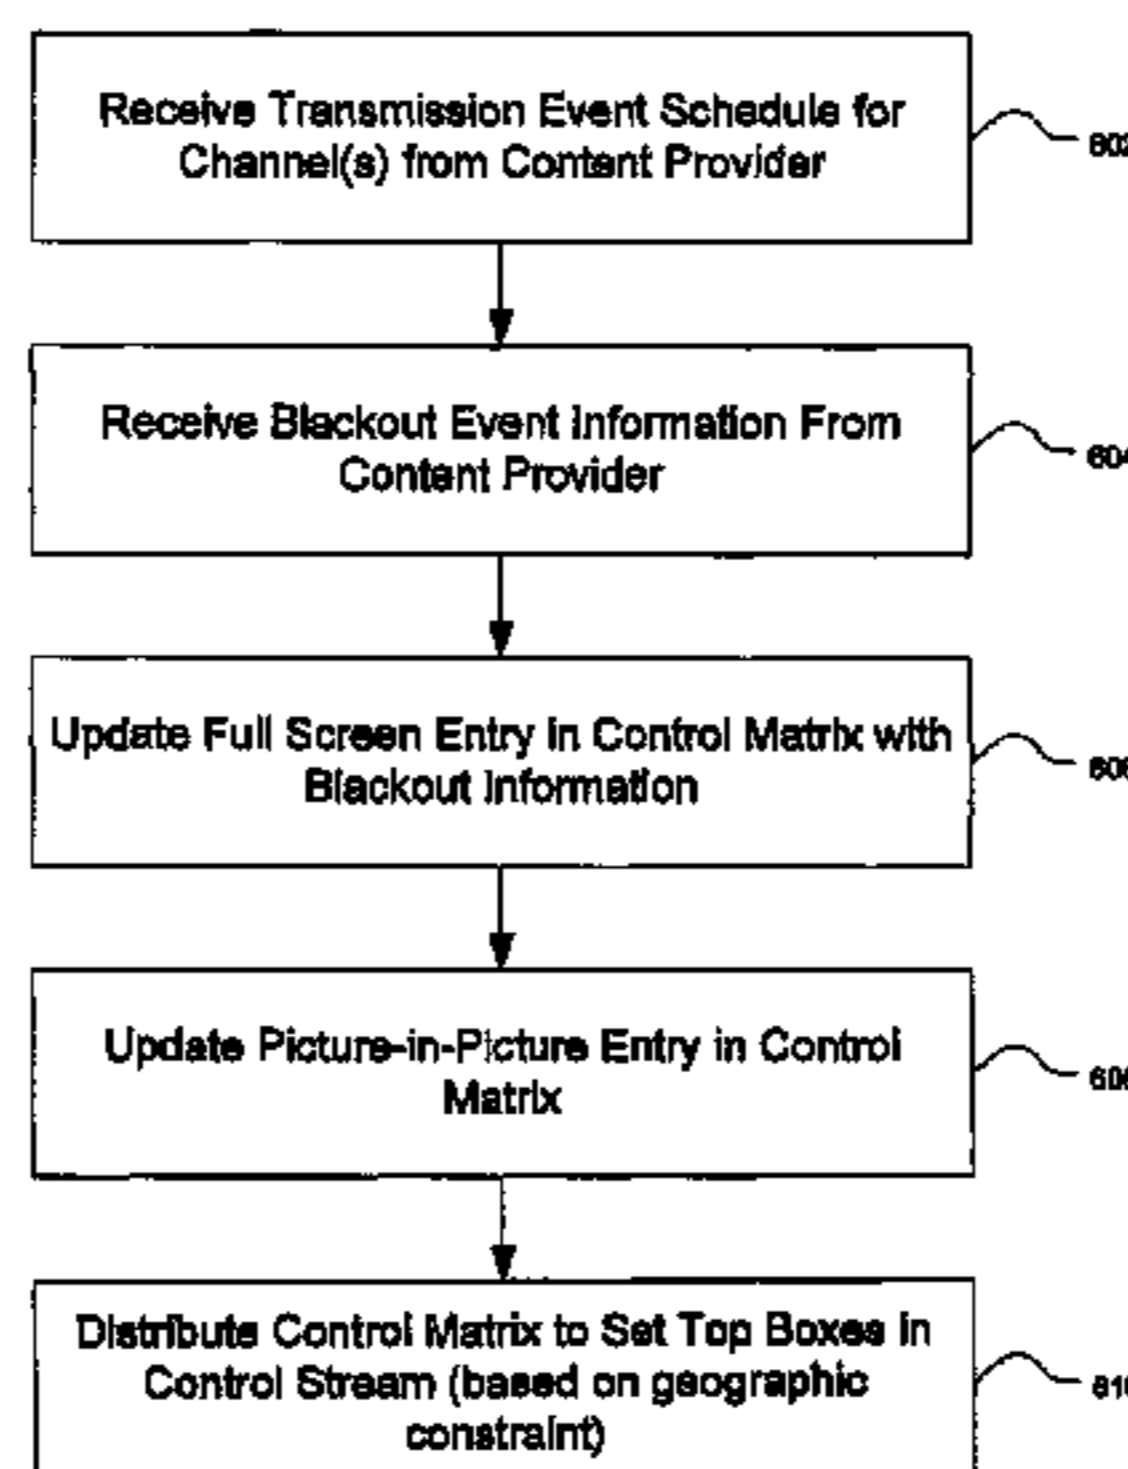 Receive Transmission Event Schedule for
Channel(s) from Content Provider
602
Receive Blackout Event Information From
Content Provider
604
Update Full Screen Entry in Control Matrix with
Blackout Information
Update Picture-in-Picture Entry in Control
Matrix
Distribute Control Matrix to Set Top Boxes in
Control Stream (based on geographic
constraint)